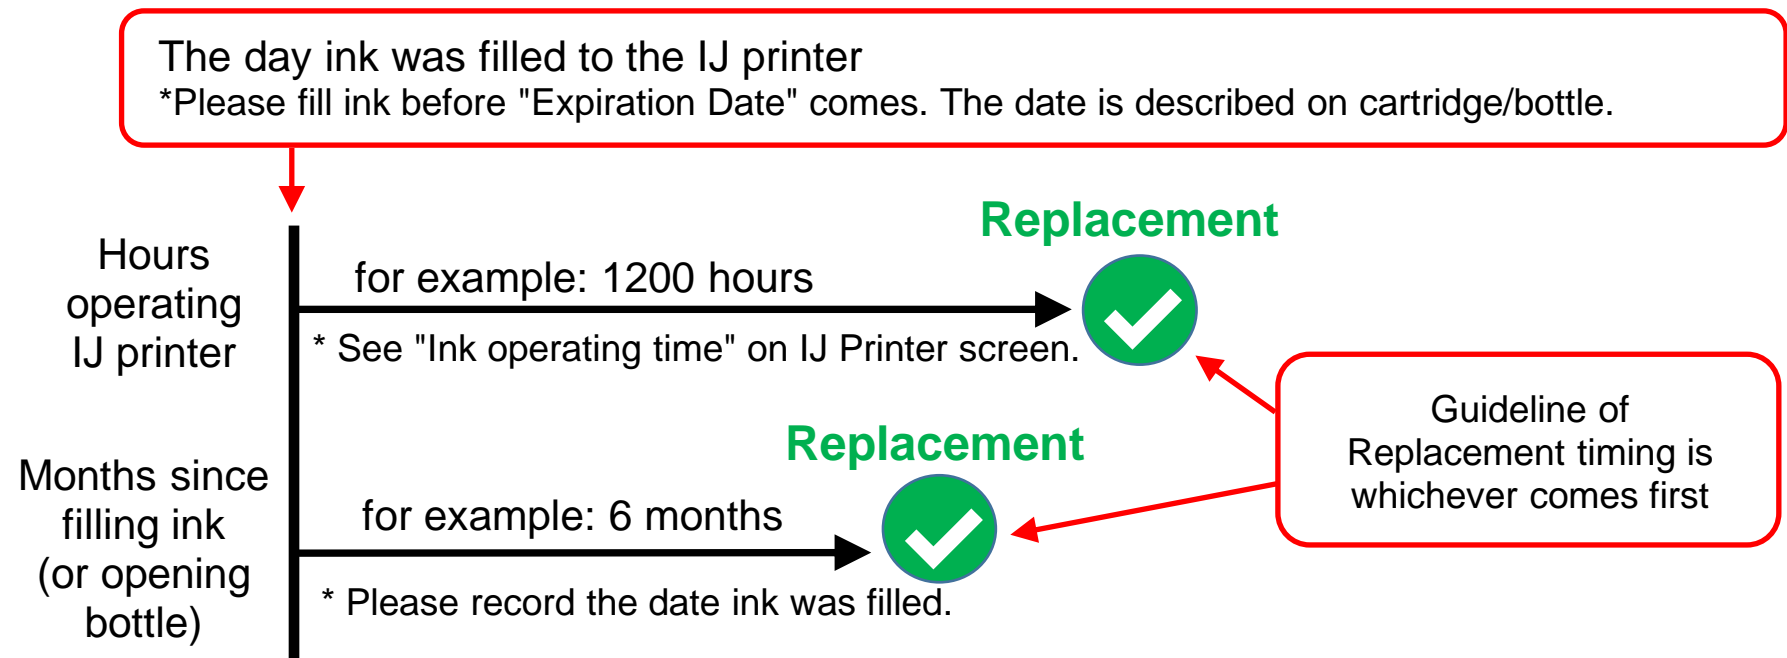 The day ink was filled to the IJ printer
*Please fill ink before "Expiration Date" comes. The date is described on cartridge/bottle.
Replacement
Hours
operating
IJ printer
for example: 1200 hours
* See "Ink operating time" on IJ Printer screen.
Guideline of
Replacement timing is
whichever comes first
Replacement
Months since
filling ink
(or opening
bottle)
for example: 6 months
* Please record the date ink was filled.